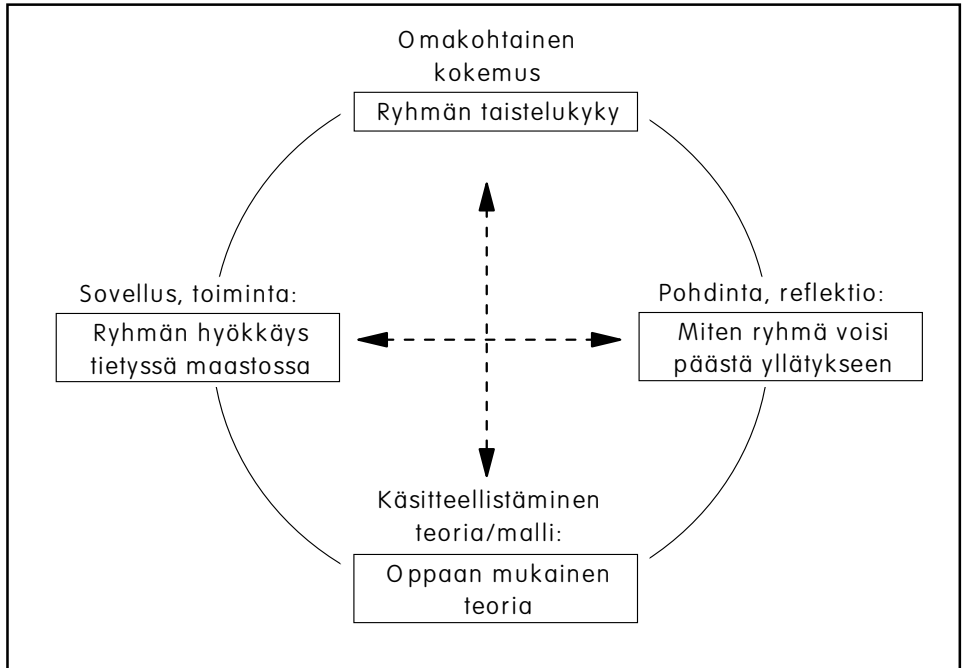 Omakohtainen
kokemus
Ryhmän taistelukyky
Sovellus, toiminta:
Ryhmän hyökkäys
tietyssä maastossa
Pohdinta, reflektio:
Miten ryhmä voisi
päästä yllätykseen
Käsitteellistäminen
teoria/malli:
Oppaan mukainen
teoria